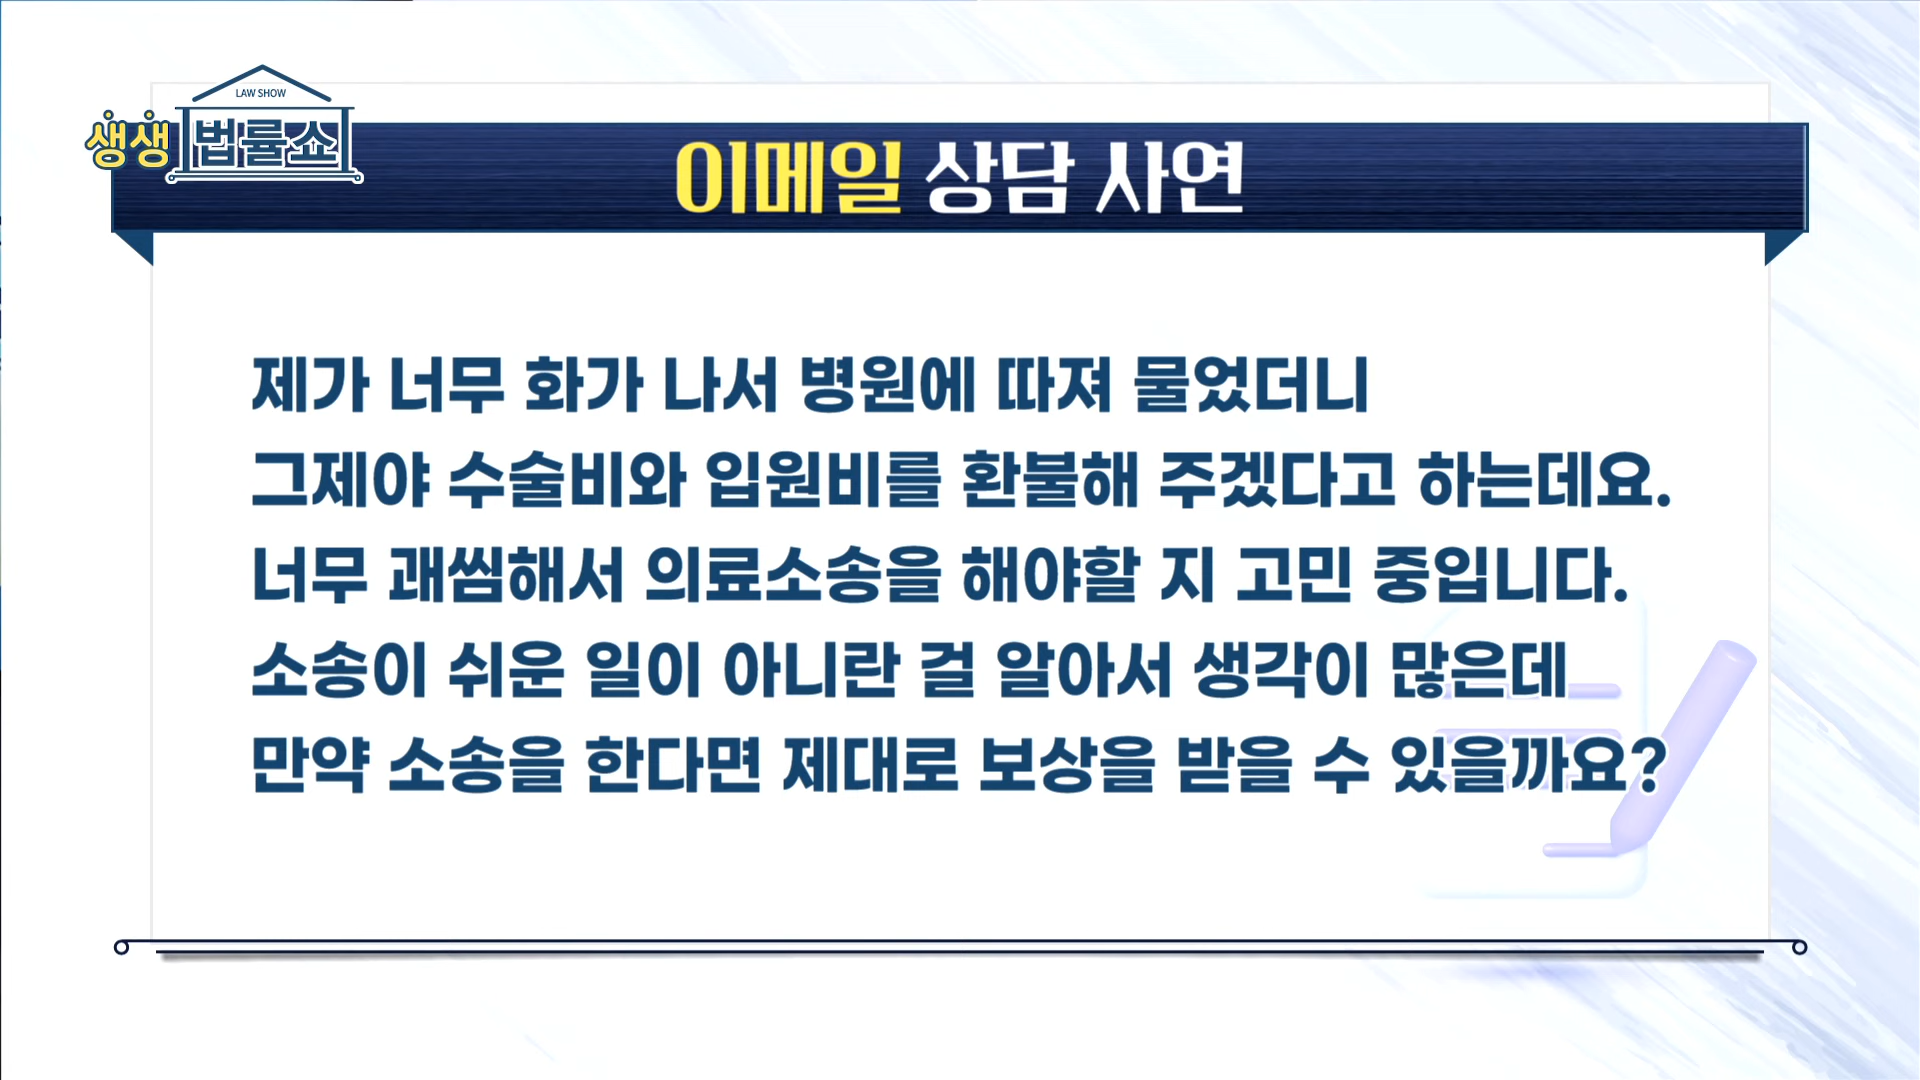 LAW SHOW
생생 법률쇼
이메일 상담 사연
제가 너무 화가 나서 병원에 따져 물었더니
그제야 수술비와 입원비를 환불해 주겠다고 하는데요.
너무 괘씸해서 의료소송을 해야할 지 고민 중입니다.
소송이 쉬운 일이 아니란 걸 알아서 생각이 많은데
만약 소송을 한다면 제대로 보상을 받을 수 있을까요?